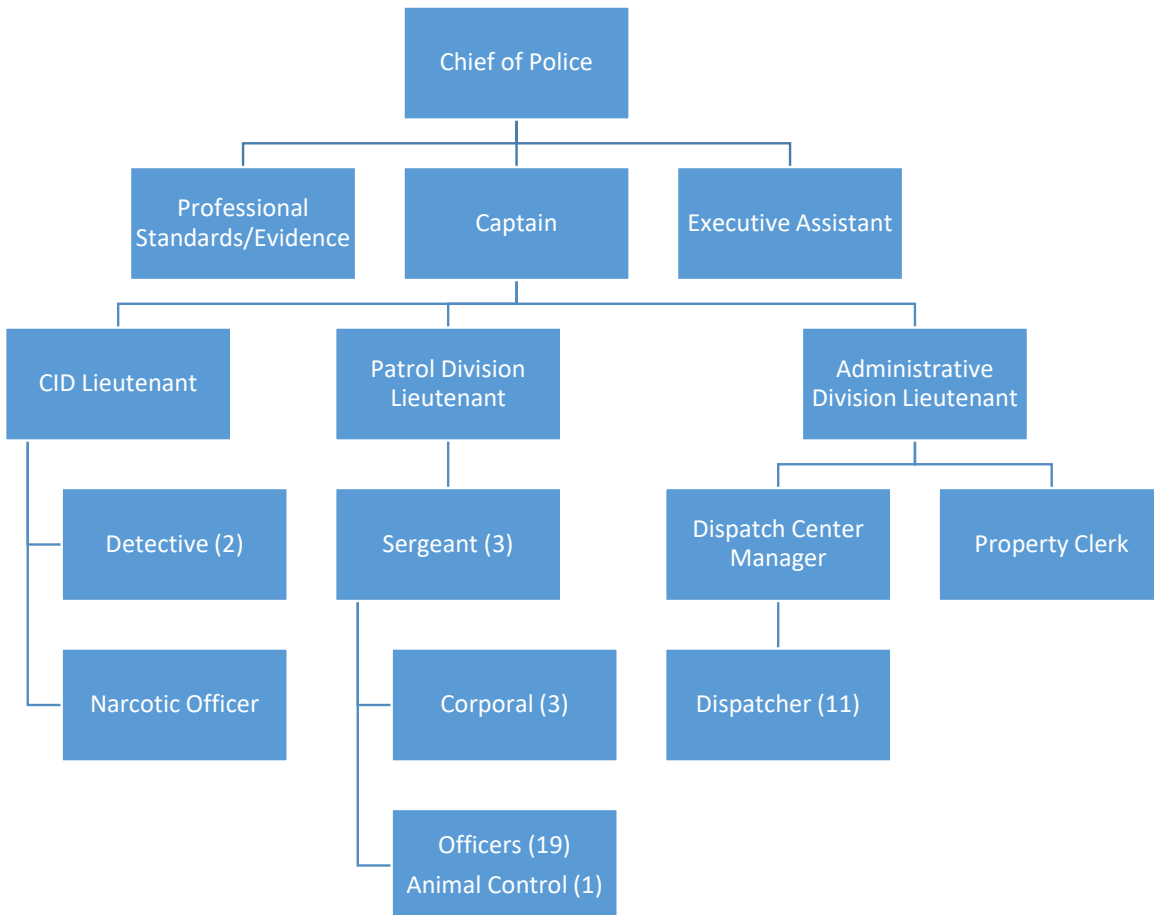 Chief of Police
Professional
Standards/Evidence
Captain
Executive Assistant
CID Lieutenant
Patrol Division
Lieutenant
Administrative
Division Lieutenant
Detective (2)
Sergeant (3)
Dispatch Center
Manager
Property Clerk
Narcotic Officer
Corporal (3)
Dispatcher (11)
Officers (19)
Animal Control (1)